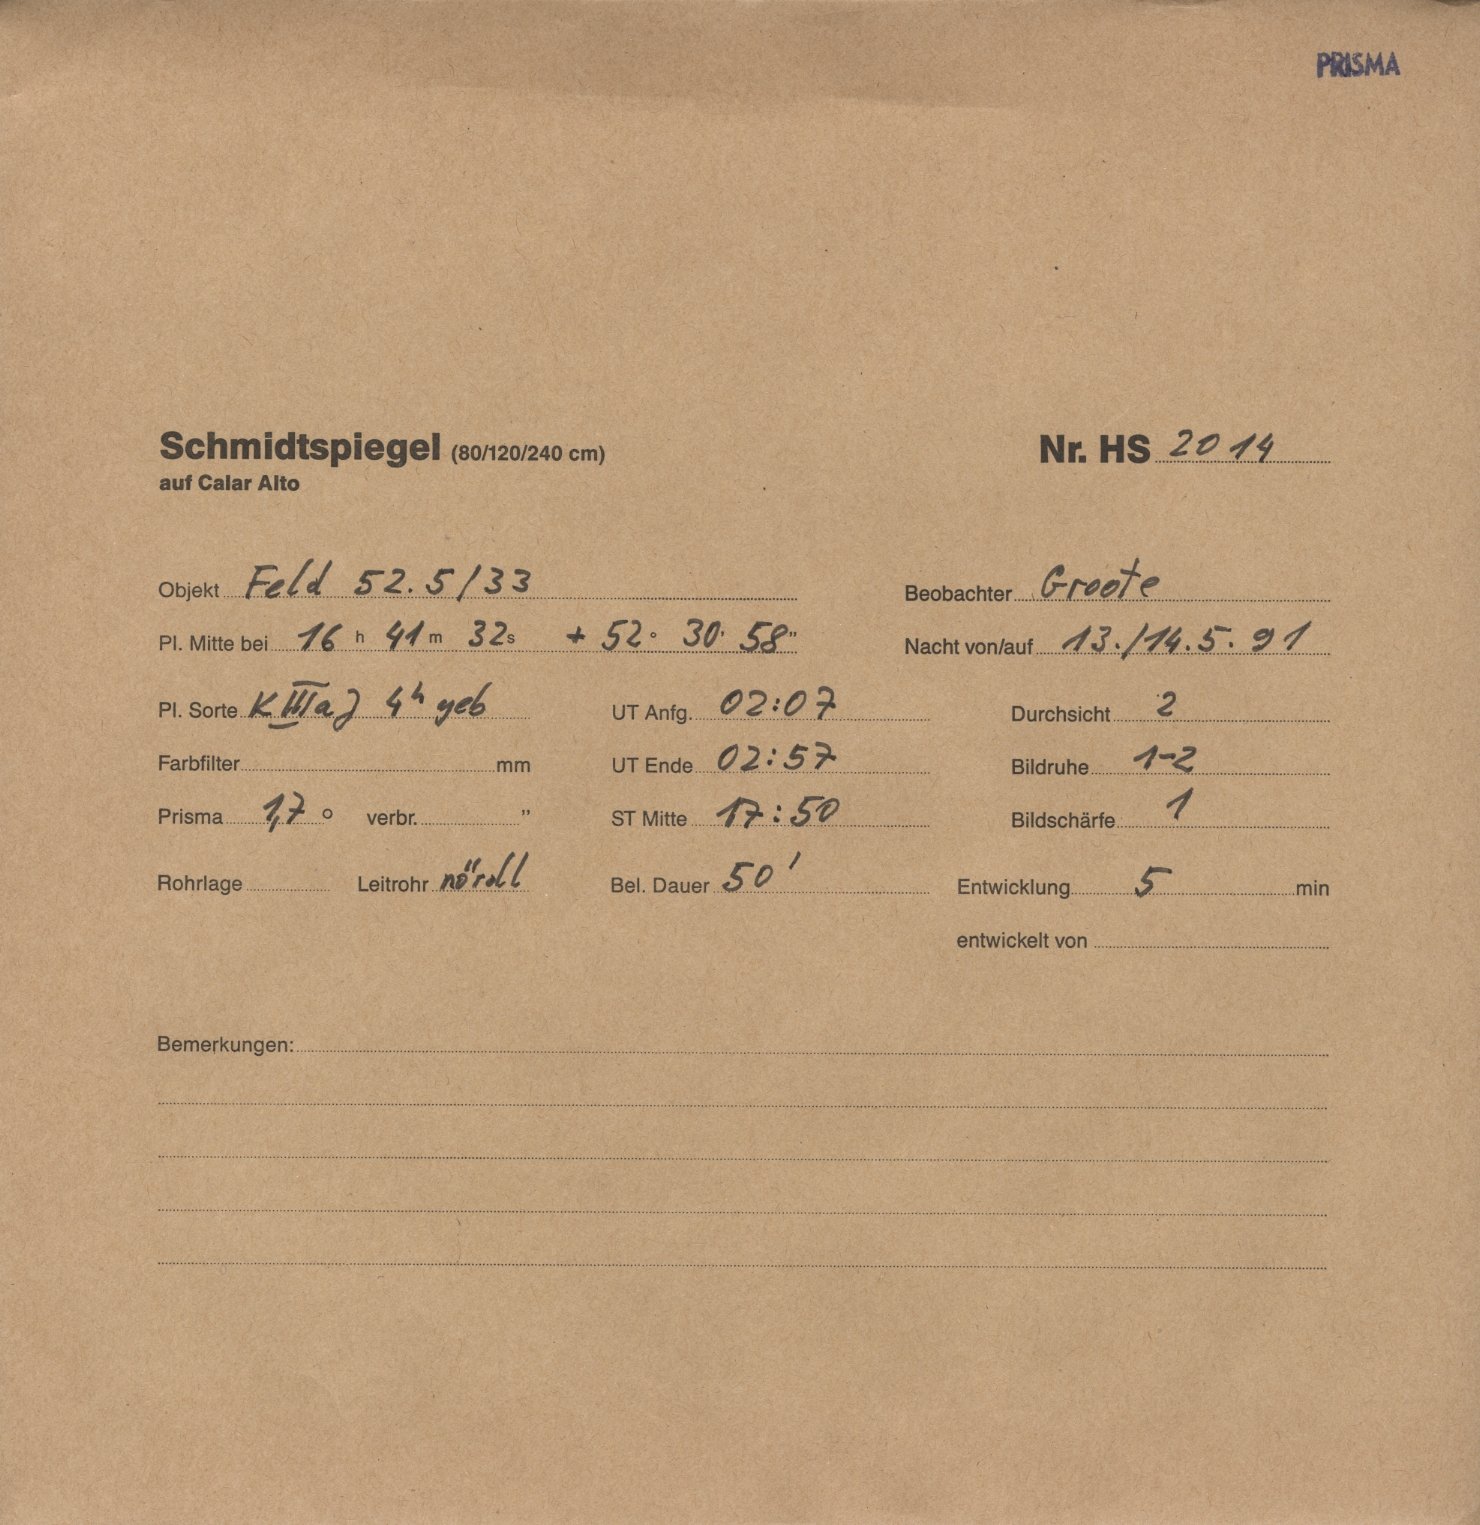 PRISMA
Schmidtspiegel (80/120/240 cm) Nr. HS 2014
auf Calar Alto
Objekt Feld 52.5/33 Beobachter Groote
Pl. Mitte bei 16 h 41 m 32 s + 52° 30' 58" Nacht von/auf 13./14.5.91
Pl. Sorte K IIIaJ 4h geb UT Anfg. 02:07 Durchsicht 2
Farbfilter mm UT Ende 02:57 Bildruhe 1-2
Prisma 1,7 ° verbr. " ST Mitte 17:50 Bildschärfe 1
Rohrlage Leitrohr nördl Bel. Dauer 50' Entwicklung 5 min
entwickelt von
Bemerkungen: